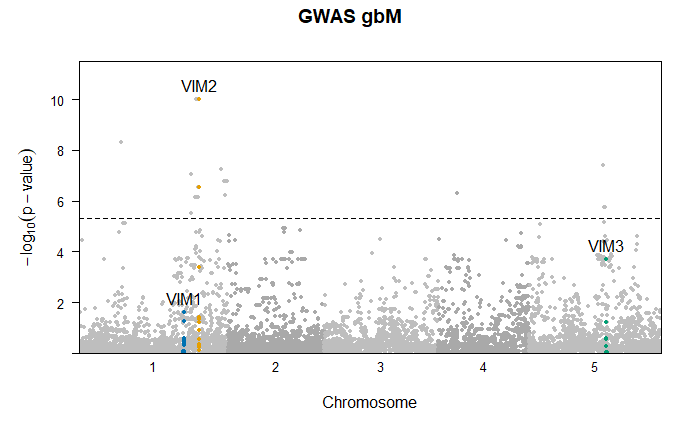 GWAS gbM
−log10(p − value)
10
8
6
4
2
VIM2
VIM1
VIM3
1 2 3 4 5
Chromosome